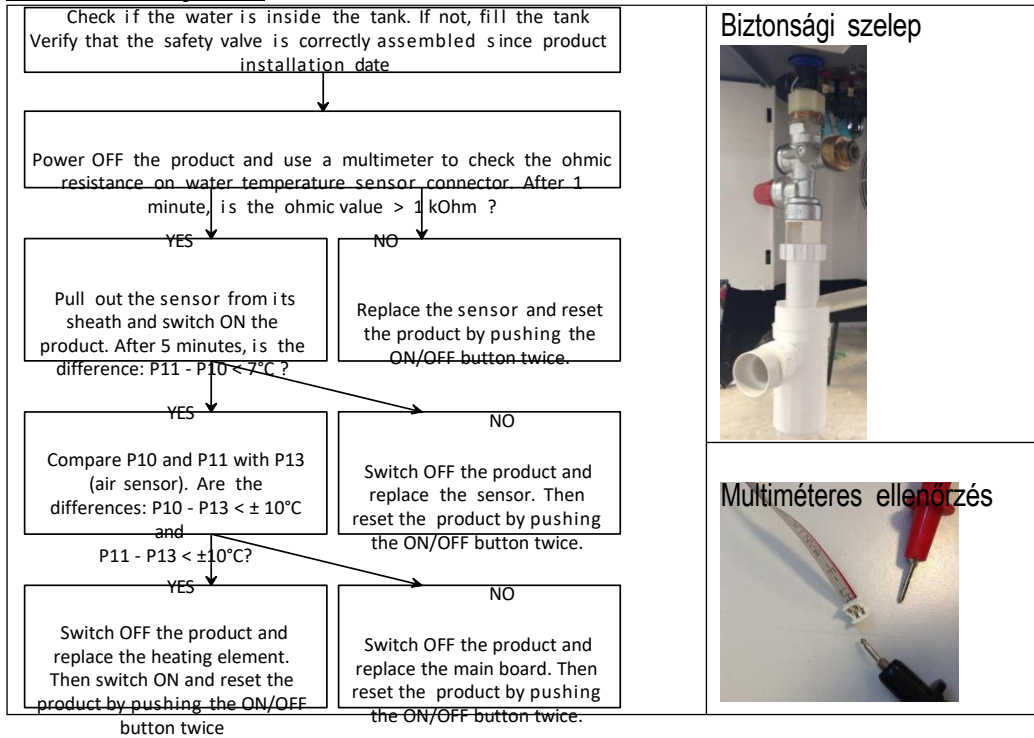 Check if the water is inside the tank. If not, fill the tank
Verify that the safety valve is correctly assembled since product
installation date
Power OFF the product and use a multimeter to check the ohmic
resistance on water temperature sensor connector. After 1
minute, is the ohmic value > 1 kOhm ?
YES
NO
Pull out the sensor from its
sheath and switch ON the
product. After 5 minutes, is the
difference: P11 - P10 < 7°C ?
Replace the sensor and reset
the product by pushing the
ON/OFF button twice.
YES
NO
Compare P10 and P11 with P13
(air sensor). Are the
differences: P10 - P13 < ± 10°C
and
P11 - P13 < ±10°C?
Switch OFF the product and
replace the sensor. Then
reset the product by pushing
the ON/OFF button twice.
YES
NO
Switch OFF the product and
replace the heating element.
Then switch ON and reset the
product by pushing the ON/OFF
button twice
Switch OFF the product and
replace the main board. Then
reset the product by pushing
the ON/OFF button twice.
Biztonsági szelep
Multiméteres ellenőrzés